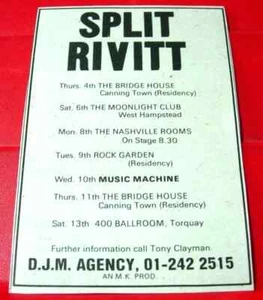 SPLIT
RIVITT
Thurs. 4th THE BRIDGE HOUSE
Canning Town (Residency)
Sat. 6th THE MOONLIGHT CLUB
West Hampstead
Mon. 8th THE NASHVILLE ROOMS
On Stage 8.30
Tues. 9th ROCK GARDEN
(Residency)
Wed. 10th MUSIC MACHINE
Thurs. 11th THE BRIDGE HOUSE
Canning Town (Residency)
Sat. 13th 400 BALLROOM, Torquay
Further information call Tony Clayman.
D.J.M. AGENCY, 01-242 2515
AN M.K. PROD.